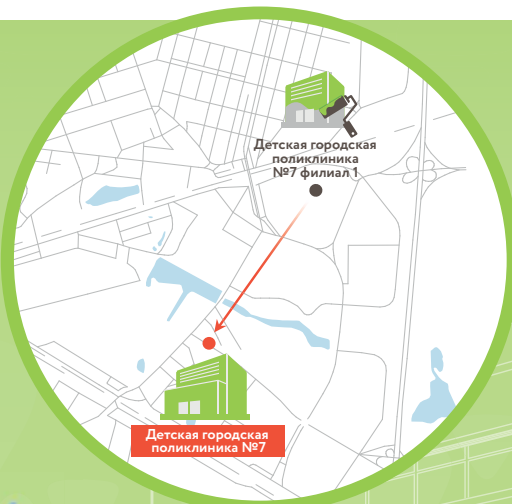 Детская городская
поликлиника
№7 филиал 1
Детская городская
поликлиника №7